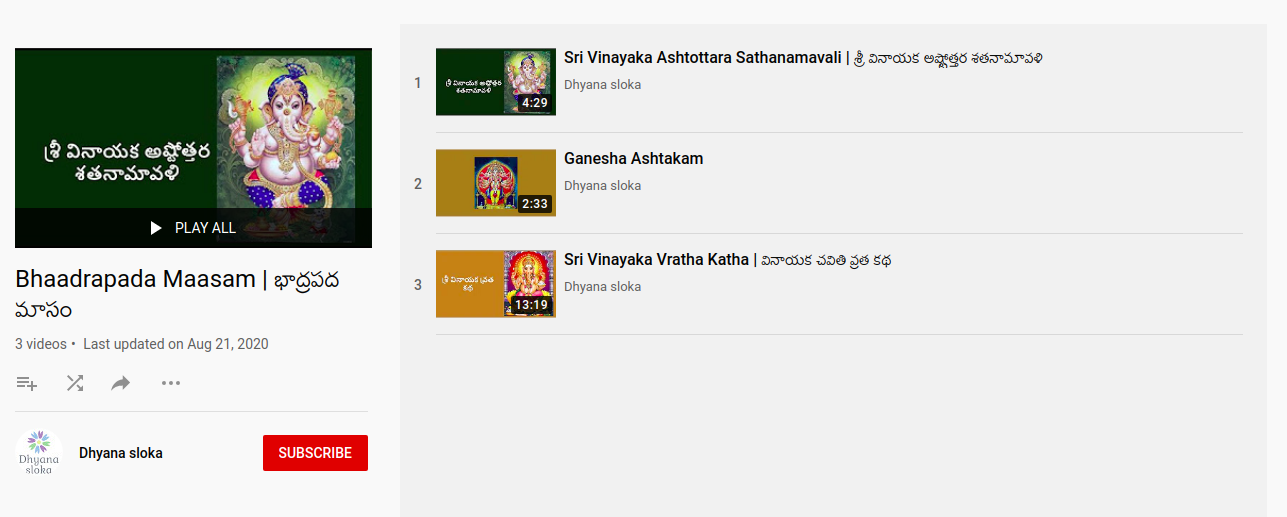 శ్రీ వినాయక అష్టోత్తర
శతనామావళి
PLAY ALL
Bhaadrapada Maasam | భాద్రపద
మాసం
3 videos • Last updated on Aug 21, 2020
Dhyana
sloka
Dhyana sloka
SUBSCRIBE
1
శ్రీ వినాయక అష్టోత్తర
శతనామావళి
4:29
Sri Vinayaka Ashtottara Sathanamavali | శ్రీ వినాయక అష్టోత్తర శతనామావళి
Dhyana sloka
2
2:33
Ganesha Ashtakam
Dhyana sloka
3
శ్రీ వినాయక వ్రత
కథ
13:19
Sri Vinayaka Vratha Katha | వినాయక చవితి వ్రత కథ
Dhyana sloka